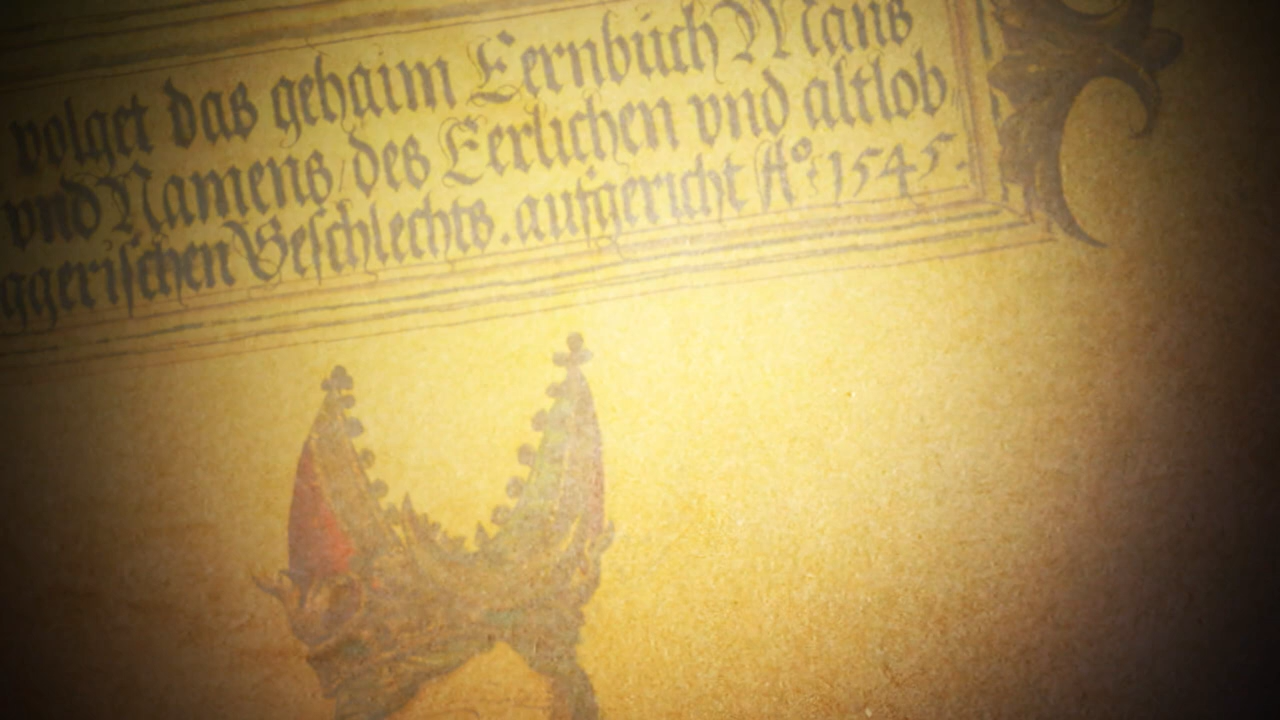 volget das gehaim Eernbuch Mans
vnd Namens / des Eerlichen vnd altlob
ggerischen Geschlechts . aufgericht Aº: 1545.